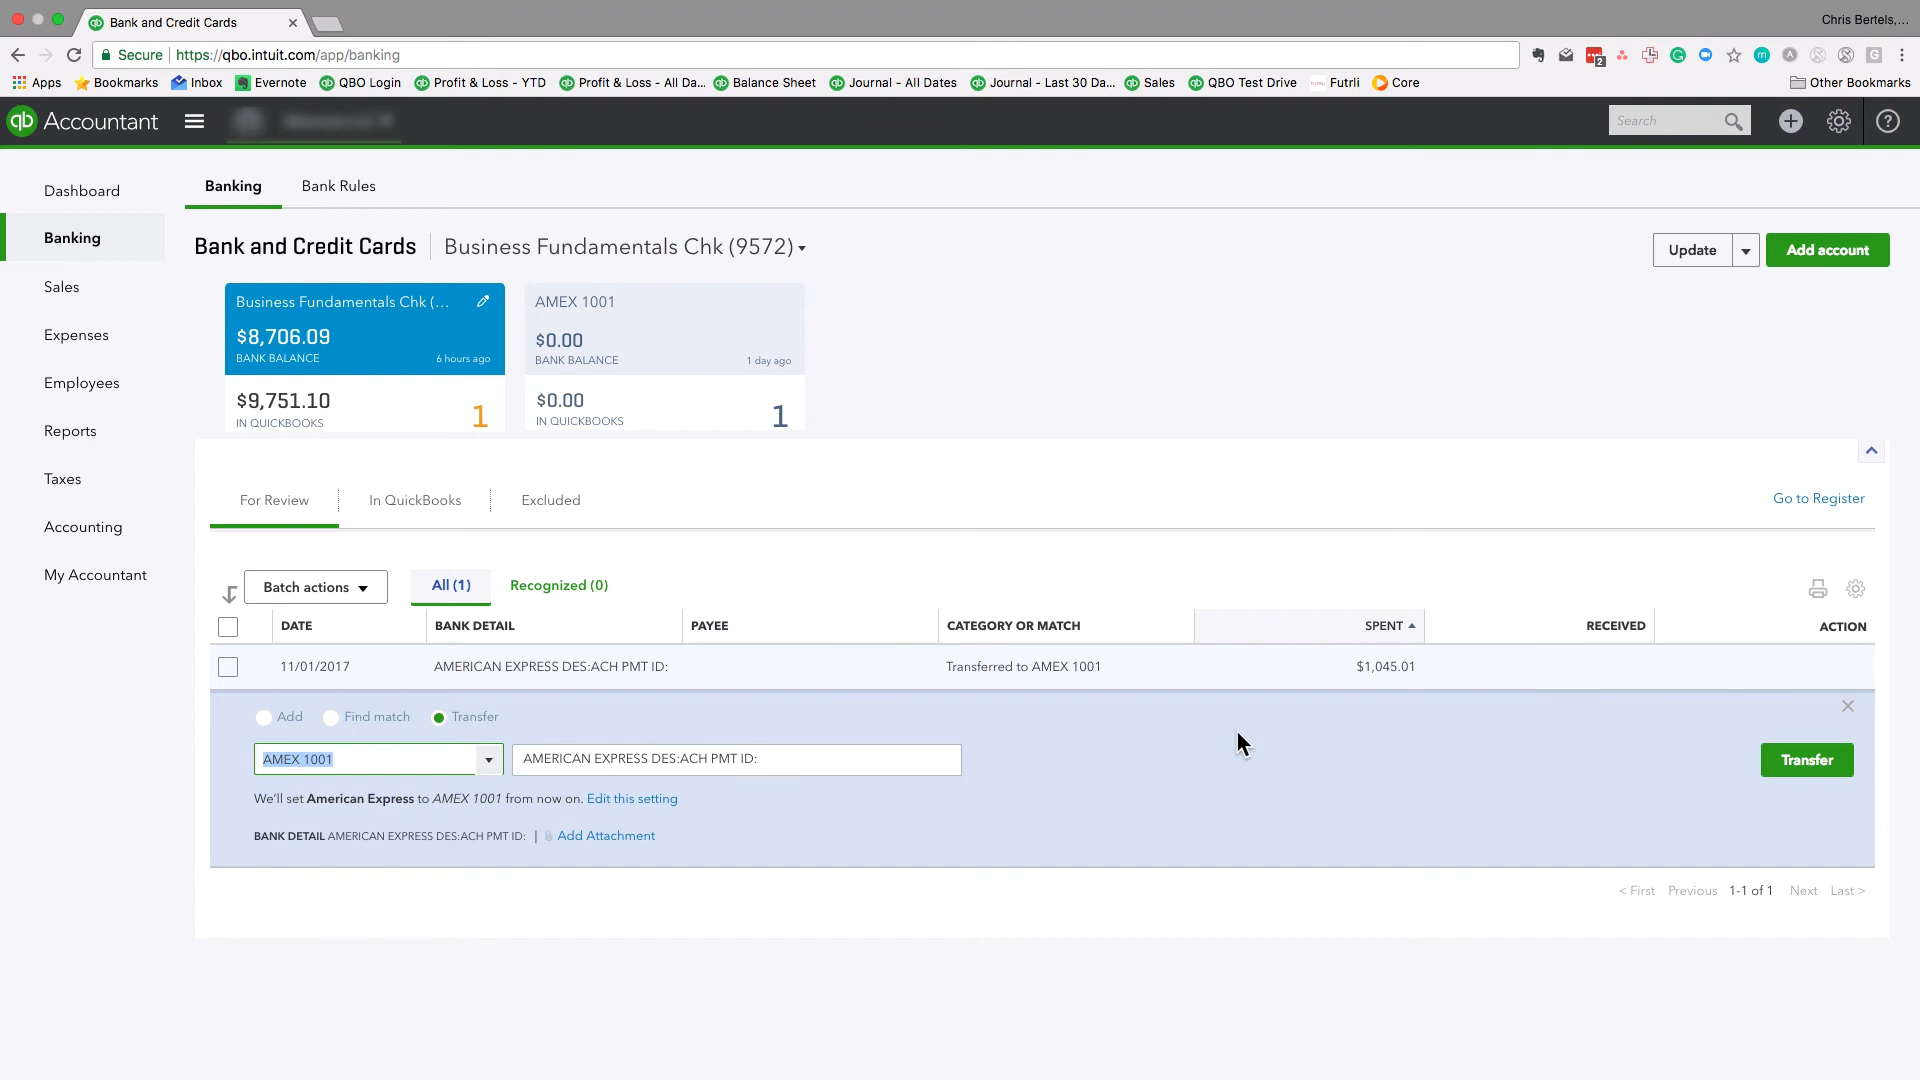 Bank and Credit Cards
Chris Bertels,...
Secure https://qbo.intuit.com/app/banking
2
Apps Bookmarks Inbox Evernote QBO Login Profit & Loss - YTD Profit & Loss - All Da... Balance Sheet Journal - All Dates Journal - Last 30 Da... Sales QBO Test Drive Futrli Core Other Bookmarks
qb Accountant
Search
Dashboard
Banking
Sales
Expenses
Employees
Reports
Taxes
Accounting
My Accountant
Banking Bank Rules
Bank and Credit Cards Business Fundamentals Chk (9572)
Update Add account
Business Fundamentals Chk (...
$8,706.09
BANK BALANCE 6 hours ago
$9,751.10
IN QUICKBOOKS 1
AMEX 1001
$0.00
BANK BALANCE 1 day ago
$0.00
IN QUICKBOOKS 1
For Review In QuickBooks Excluded
Go to Register
Batch actions All (1) Recognized (0)
DATE BANK DETAIL PAYEE CATEGORY OR MATCH SPENT RECEIVED ACTION
11/01/2017 AMERICAN EXPRESS DES:ACH PMT ID: Transferred to AMEX 1001 $1,045.01
Add Find match Transfer
AMEX 1001 AMERICAN EXPRESS DES:ACH PMT ID: Transfer
We'll set American Express to AMEX 1001 from now on. Edit this setting
BANK DETAIL AMERICAN EXPRESS DES:ACH PMT ID: | Add Attachment
< First Previous 1-1 of 1 Next Last >